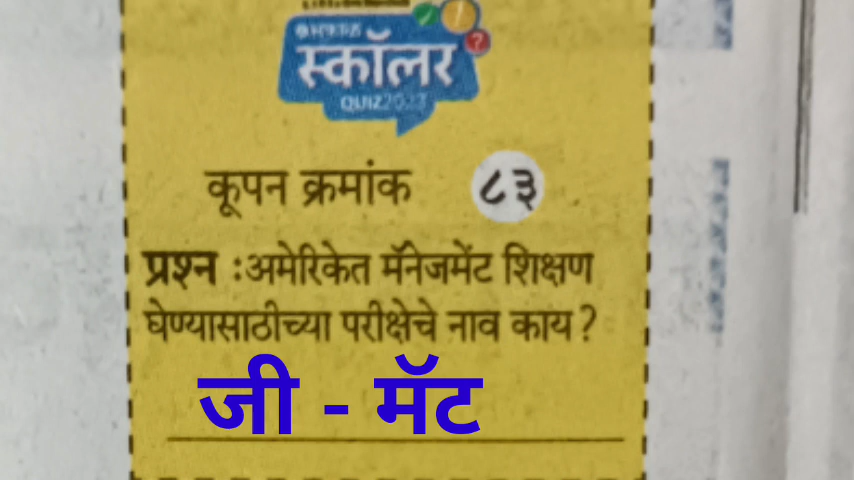 स्कॉलर
QUIZ2023
कूपन क्रमांक ८३
प्रश्न :अमेरिकेत मॅनेजमेंट शिक्षण
घेण्यासाठीच्या परीक्षेचे नाव काय?
जी - मॅट